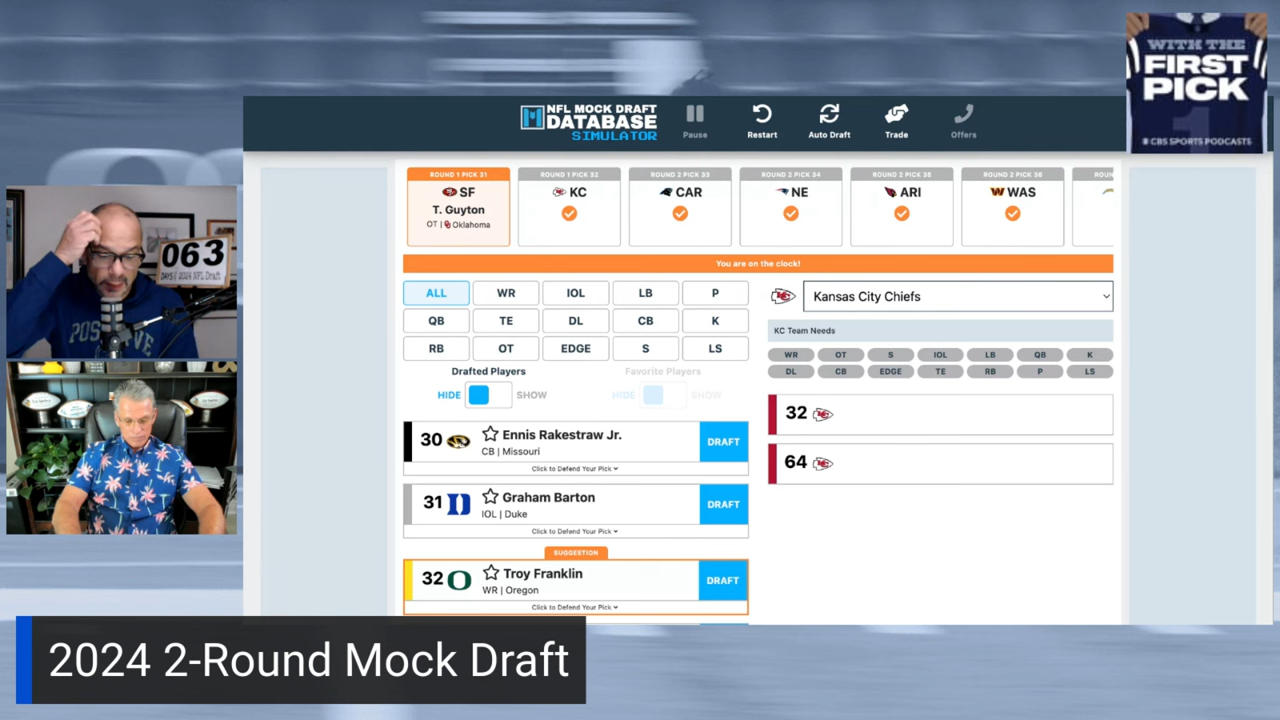 WITH THE
FIRST
PICK
CBS SPORTS PODCASTS
NFL MOCK DRAFT
DATABASE
SIMULATOR
Pause
Restart
Auto Draft
Trade
Offers
ROUND 1 PICK 31
SF
T. Guyton
OT | Oklahoma
ROUND 1 PICK 32
KC
ROUND 2 PICK 33
CAR
ROUND 2 PICK 34
NE
ROUND 2 PICK 35
ARI
ROUND 2 PICK 36
WAS
ROUN
You are on the clock!
ALL
WR
IOL
LB
P
QB
TE
DL
CB
K
RB
OT
EDGE
S
LS
Drafted Players
HIDE
SHOW
Favorite Players
HIDE
SHOW
30
Ennis Rakestraw Jr.
CB | Missouri
DRAFT
Click to Defend Your Pick
31
Graham Barton
IOL | Duke
DRAFT
Click to Defend Your Pick
SUGGESTION
32
Troy Franklin
WR | Oregon
DRAFT
Click to Defend Your Pick
Kansas City Chiefs
KC Team Needs
WR
OT
S
IOL
LB
QB
K
DL
CB
EDGE
TE
RB
P
LS
32
64
063
2024 NFL Draft
2024 2-Round Mock Draft